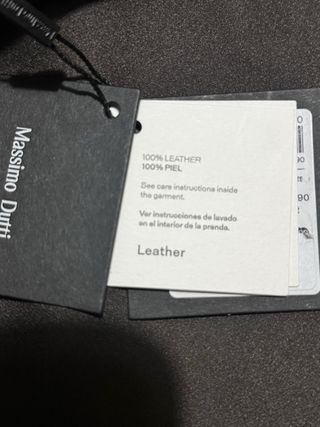 Massimo Dutti
100% LEATHER
100% PIEL
See care instructions inside
the garment.
Ver instrucciones de lavado
en el interior de la prenda.
Leather